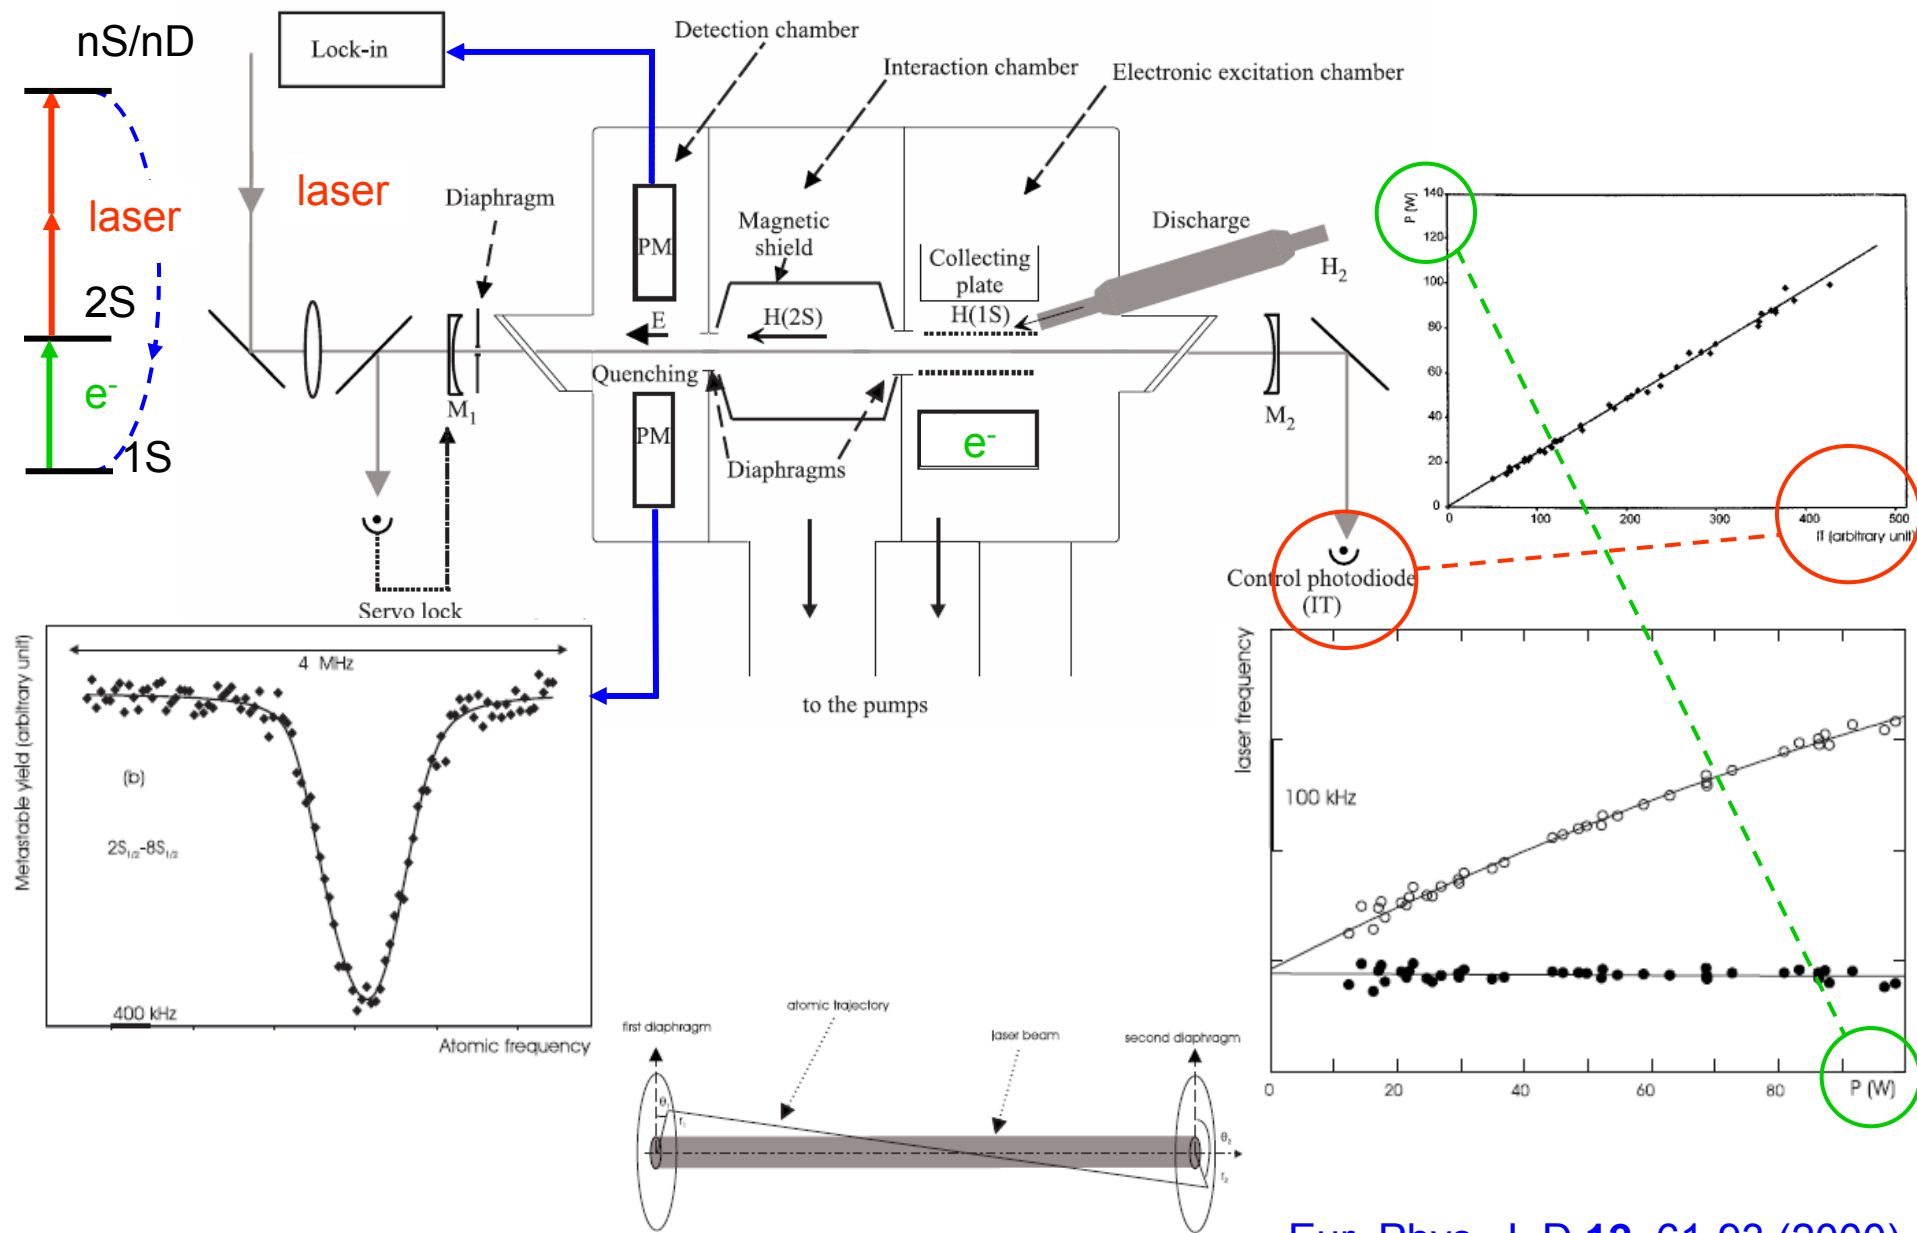 nS/nD
laser
2S
e-
1S
Lock-in
laser
Diaphragm
M1
Servo lock
Detection chamber
Interaction chamber
Electronic excitation chamber
PM
Magnetic
shield
Collecting
plate
Discharge
H2
E
H(2S)
H(1S)
Quenching
PM
Diaphragms
e-
M2
Control photodiode
(IT)
to the pumps
P (W)
140
120
100
80
60
40
20
0
0 100 200 300 400 500
IT (arbitrary unit)
Metastable yield (arbitrary unit)
4 MHz
(b)
2S1/2-8S1/2
400 kHz
Atomic frequency
laser frequency
100 kHz
0 20 40 60 80 P (W)
atomic trajectory
first diaphragm
laser beam
second diaphragm
θ1
r1
θ2
r2